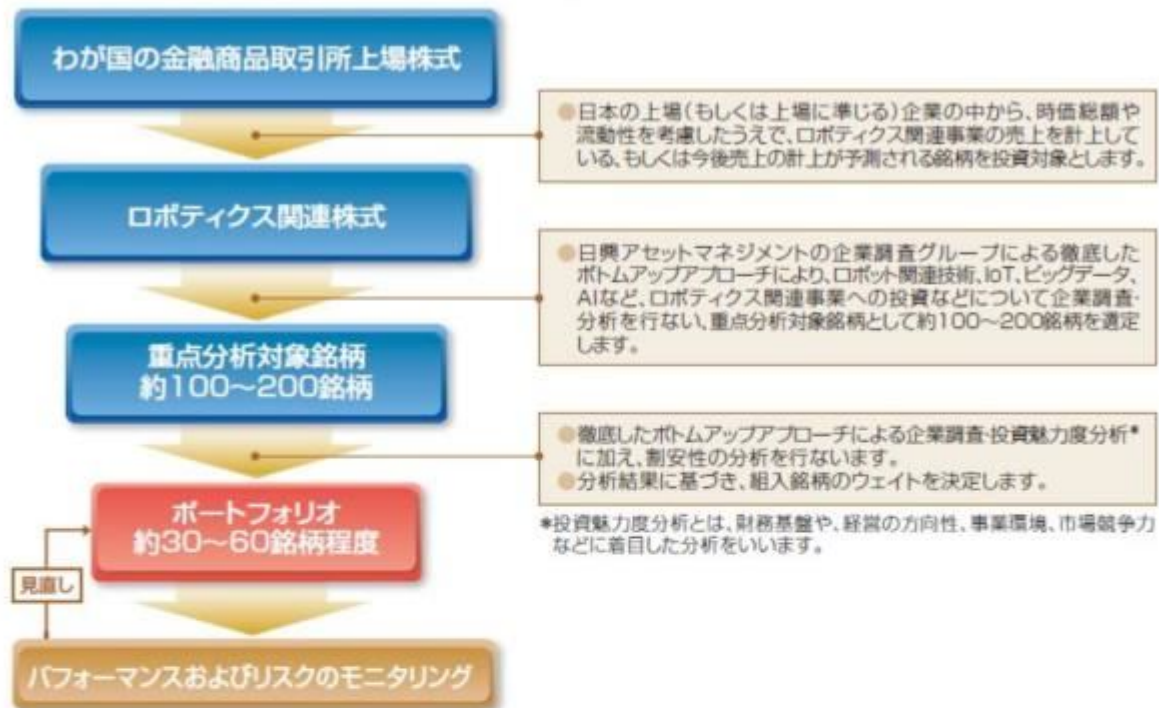 わが国の金融商品取引所上場株式
●日本の上場(もしくは上場に準じる)企業の中から、時価総額や
流動性を考慮したうえで、ロボティクス関連事業の売上を計上して
いる、もしくは今後売上の計上が予測される銘柄を投資対象とします。
ロボティクス関連株式
●日興アセットマネジメントの企業調査グループによる徹底した
ボトムアップアプローチにより、ロボット関連技術、IoT、ビッグデータ、
AIなど、ロボティクス関連事業への投資などについて企業調査・
分析を行ない、重点分析対象銘柄として約100〜200銘柄を選定
します。
重点分析対象銘柄
約100〜200銘柄
●徹底したボトムアップアプローチによる企業調査・投資魅力度分析*
に加え、割安性の分析を行ないます。
●分析結果に基づき、組入銘柄のウェイトを決定します。
*投資魅力度分析とは、財務基盤や、経営の方向性、事業環境、市場競争力
などに着目した分析をいいます。
ポートフォリオ
約30〜60銘柄程度
見直し
パフォーマンスおよびリスクのモニタリング